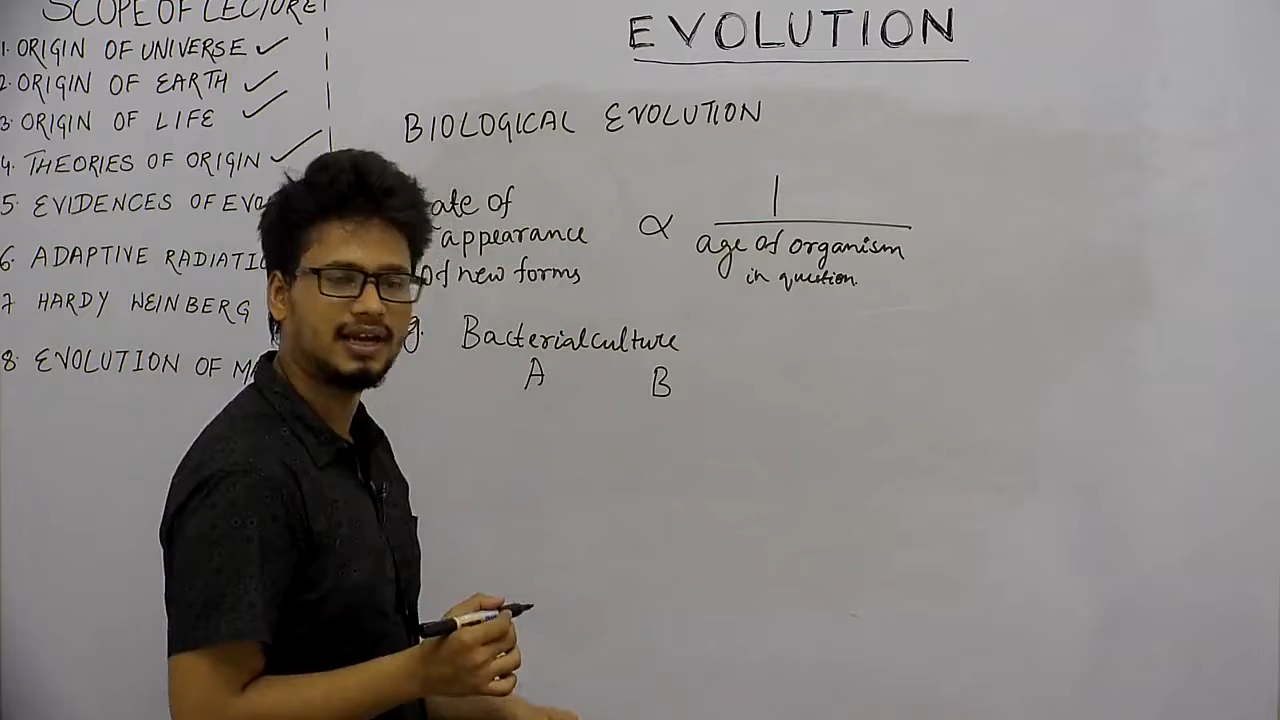 SCOPE OF LECTURE
1. ORIGIN OF UNIVERSE ✓
2. ORIGIN OF EARTH ✓
3. ORIGIN OF LIFE ✓
4. THEORIES OF ORIGIN ✓
5. EVIDENCES OF EVO
6. ADAPTIVE RADIATIO
7 HARDY WEINBERG
8. EVOLUTION OF MA
EVOLUTION
BIOLOGICAL EVOLUTION
ate of
appearance
of new forms
∝
1
age of organism
in question
g. Bacterial culture
A B